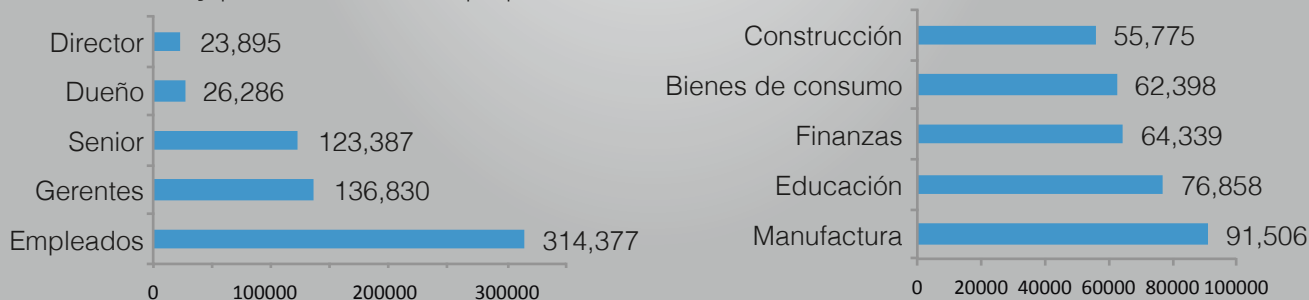 Director 23,895
Dueño 26,286
Senior 123,387
Gerentes 136,830
Empleados 314,377
0 100000 200000 300000
Construcción 55,775
Bienes de consumo 62,398
Finanzas 64,339
Educación 76,858
Manufactura 91,506
0 20000 40000 60000 80000 100000